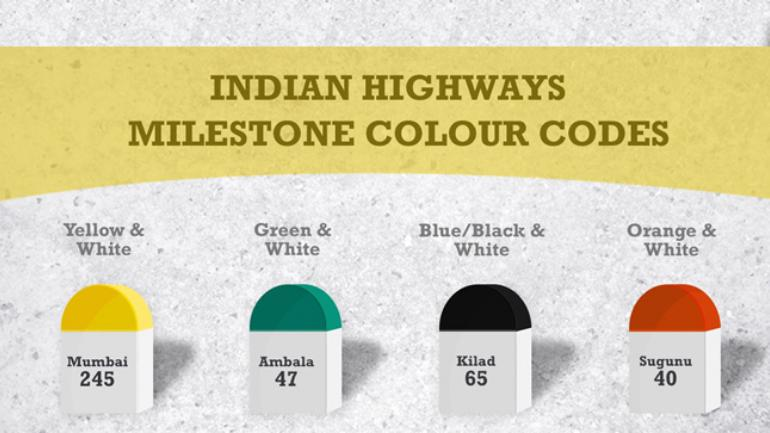 INDIAN HIGHWAYS
MILESTONE COLOUR CODES
Yellow &
White
Green &
White
Blue/Black &
White
Orange &
White
Mumbai
245
Ambala
47
Kilad
65
Sugunu
40